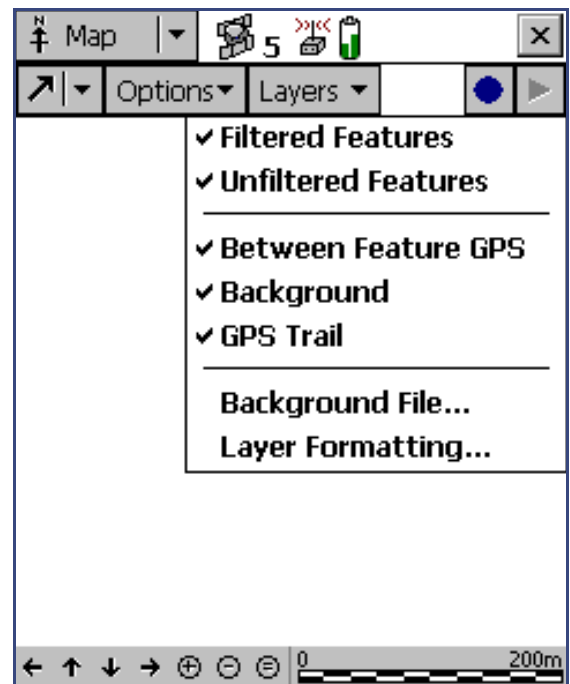 N
Map
5
Options Layers
Filtered Features
Unfiltered Features
Between Feature GPS
Background
GPS Trail
Background File...
Layer Formatting...
0 200m